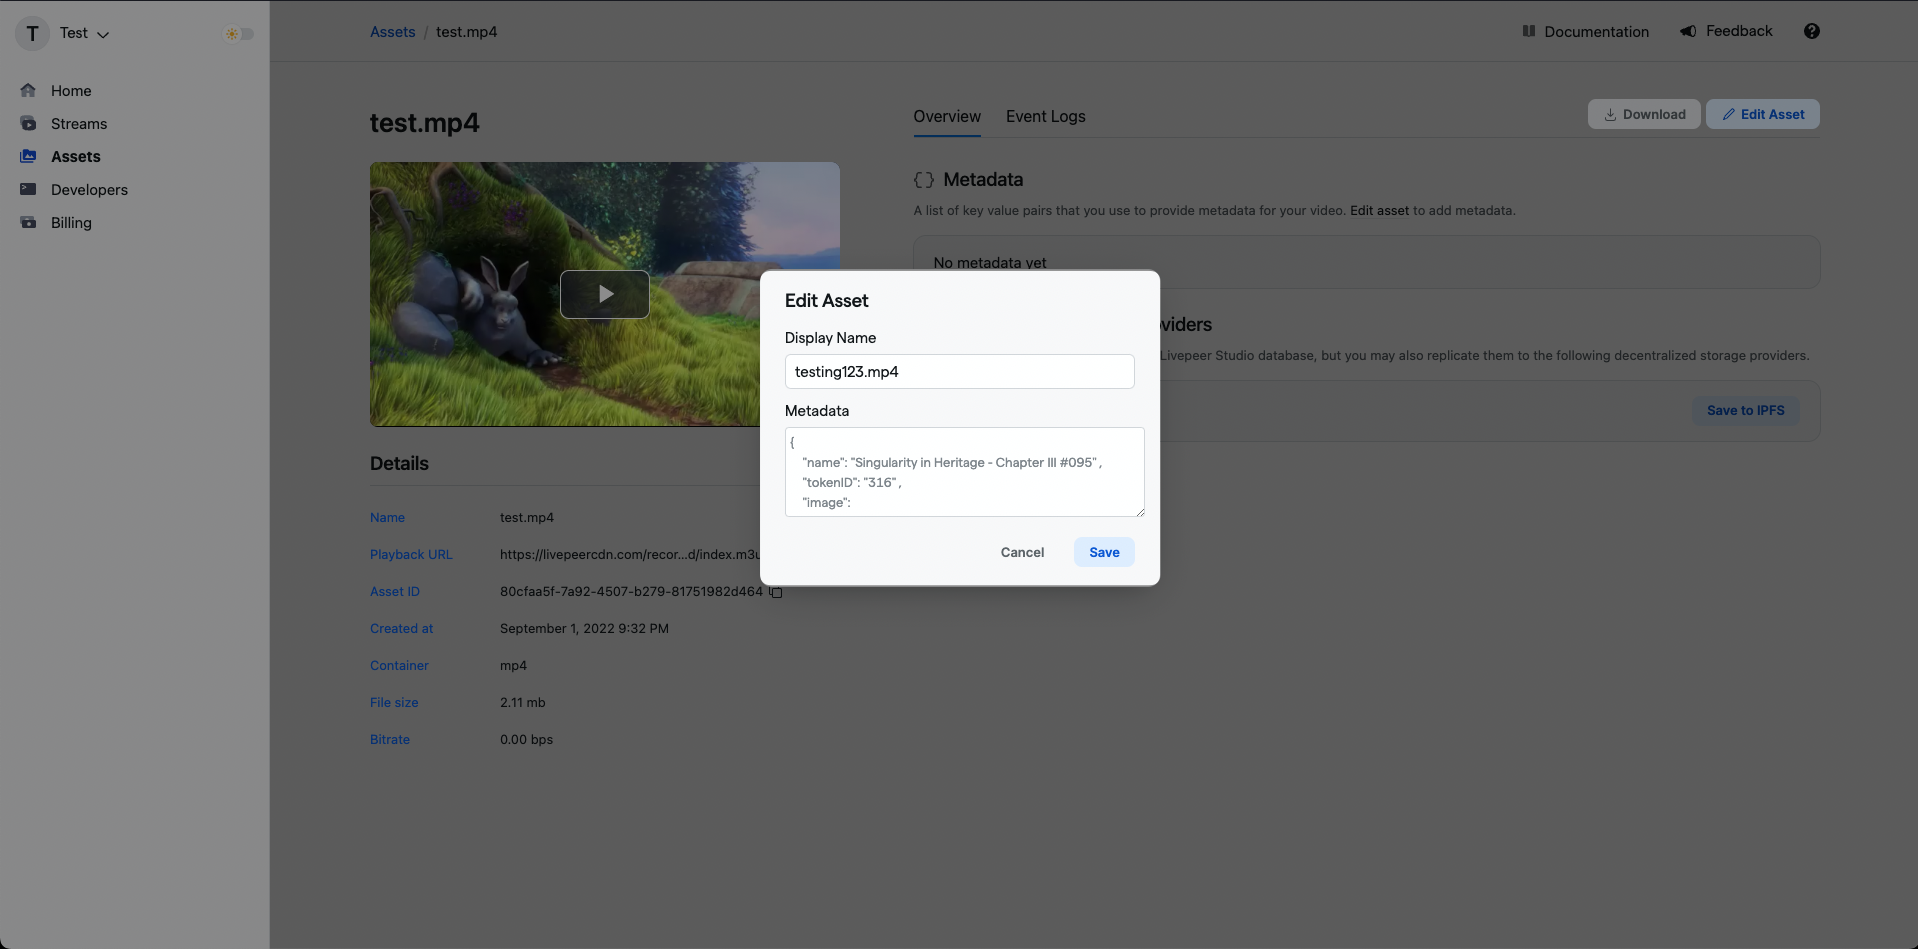 T Test
Home
Streams
Assets
Developers
Billing
Assets / test.mp4
Documentation
Feedback
?
test.mp4
Overview
Event Logs
Download
Edit Asset
{} Metadata
A list of key value pairs that you use to provide metadata for your video. Edit asset to add metadata.
No metadata yet
viders
Livepeer Studio database, but you may also replicate them to the following decentralized storage providers.
Save to IPFS
Edit Asset
Display Name
testing123.mp4
Metadata
{
"name": "Singularity in Heritage - Chapter III #095" ,
"tokenID": "316" ,
"image":
Cancel
Save
Details
Name test.mp4
Playback URL https://livepeercdn.com/recor...d/index.m3u
Asset ID 80cfaa5f-7a92-4507-b279-81751982d464
Created at September 1, 2022 9:32 PM
Container mp4
File size 2.11 mb
Bitrate 0.00 bps